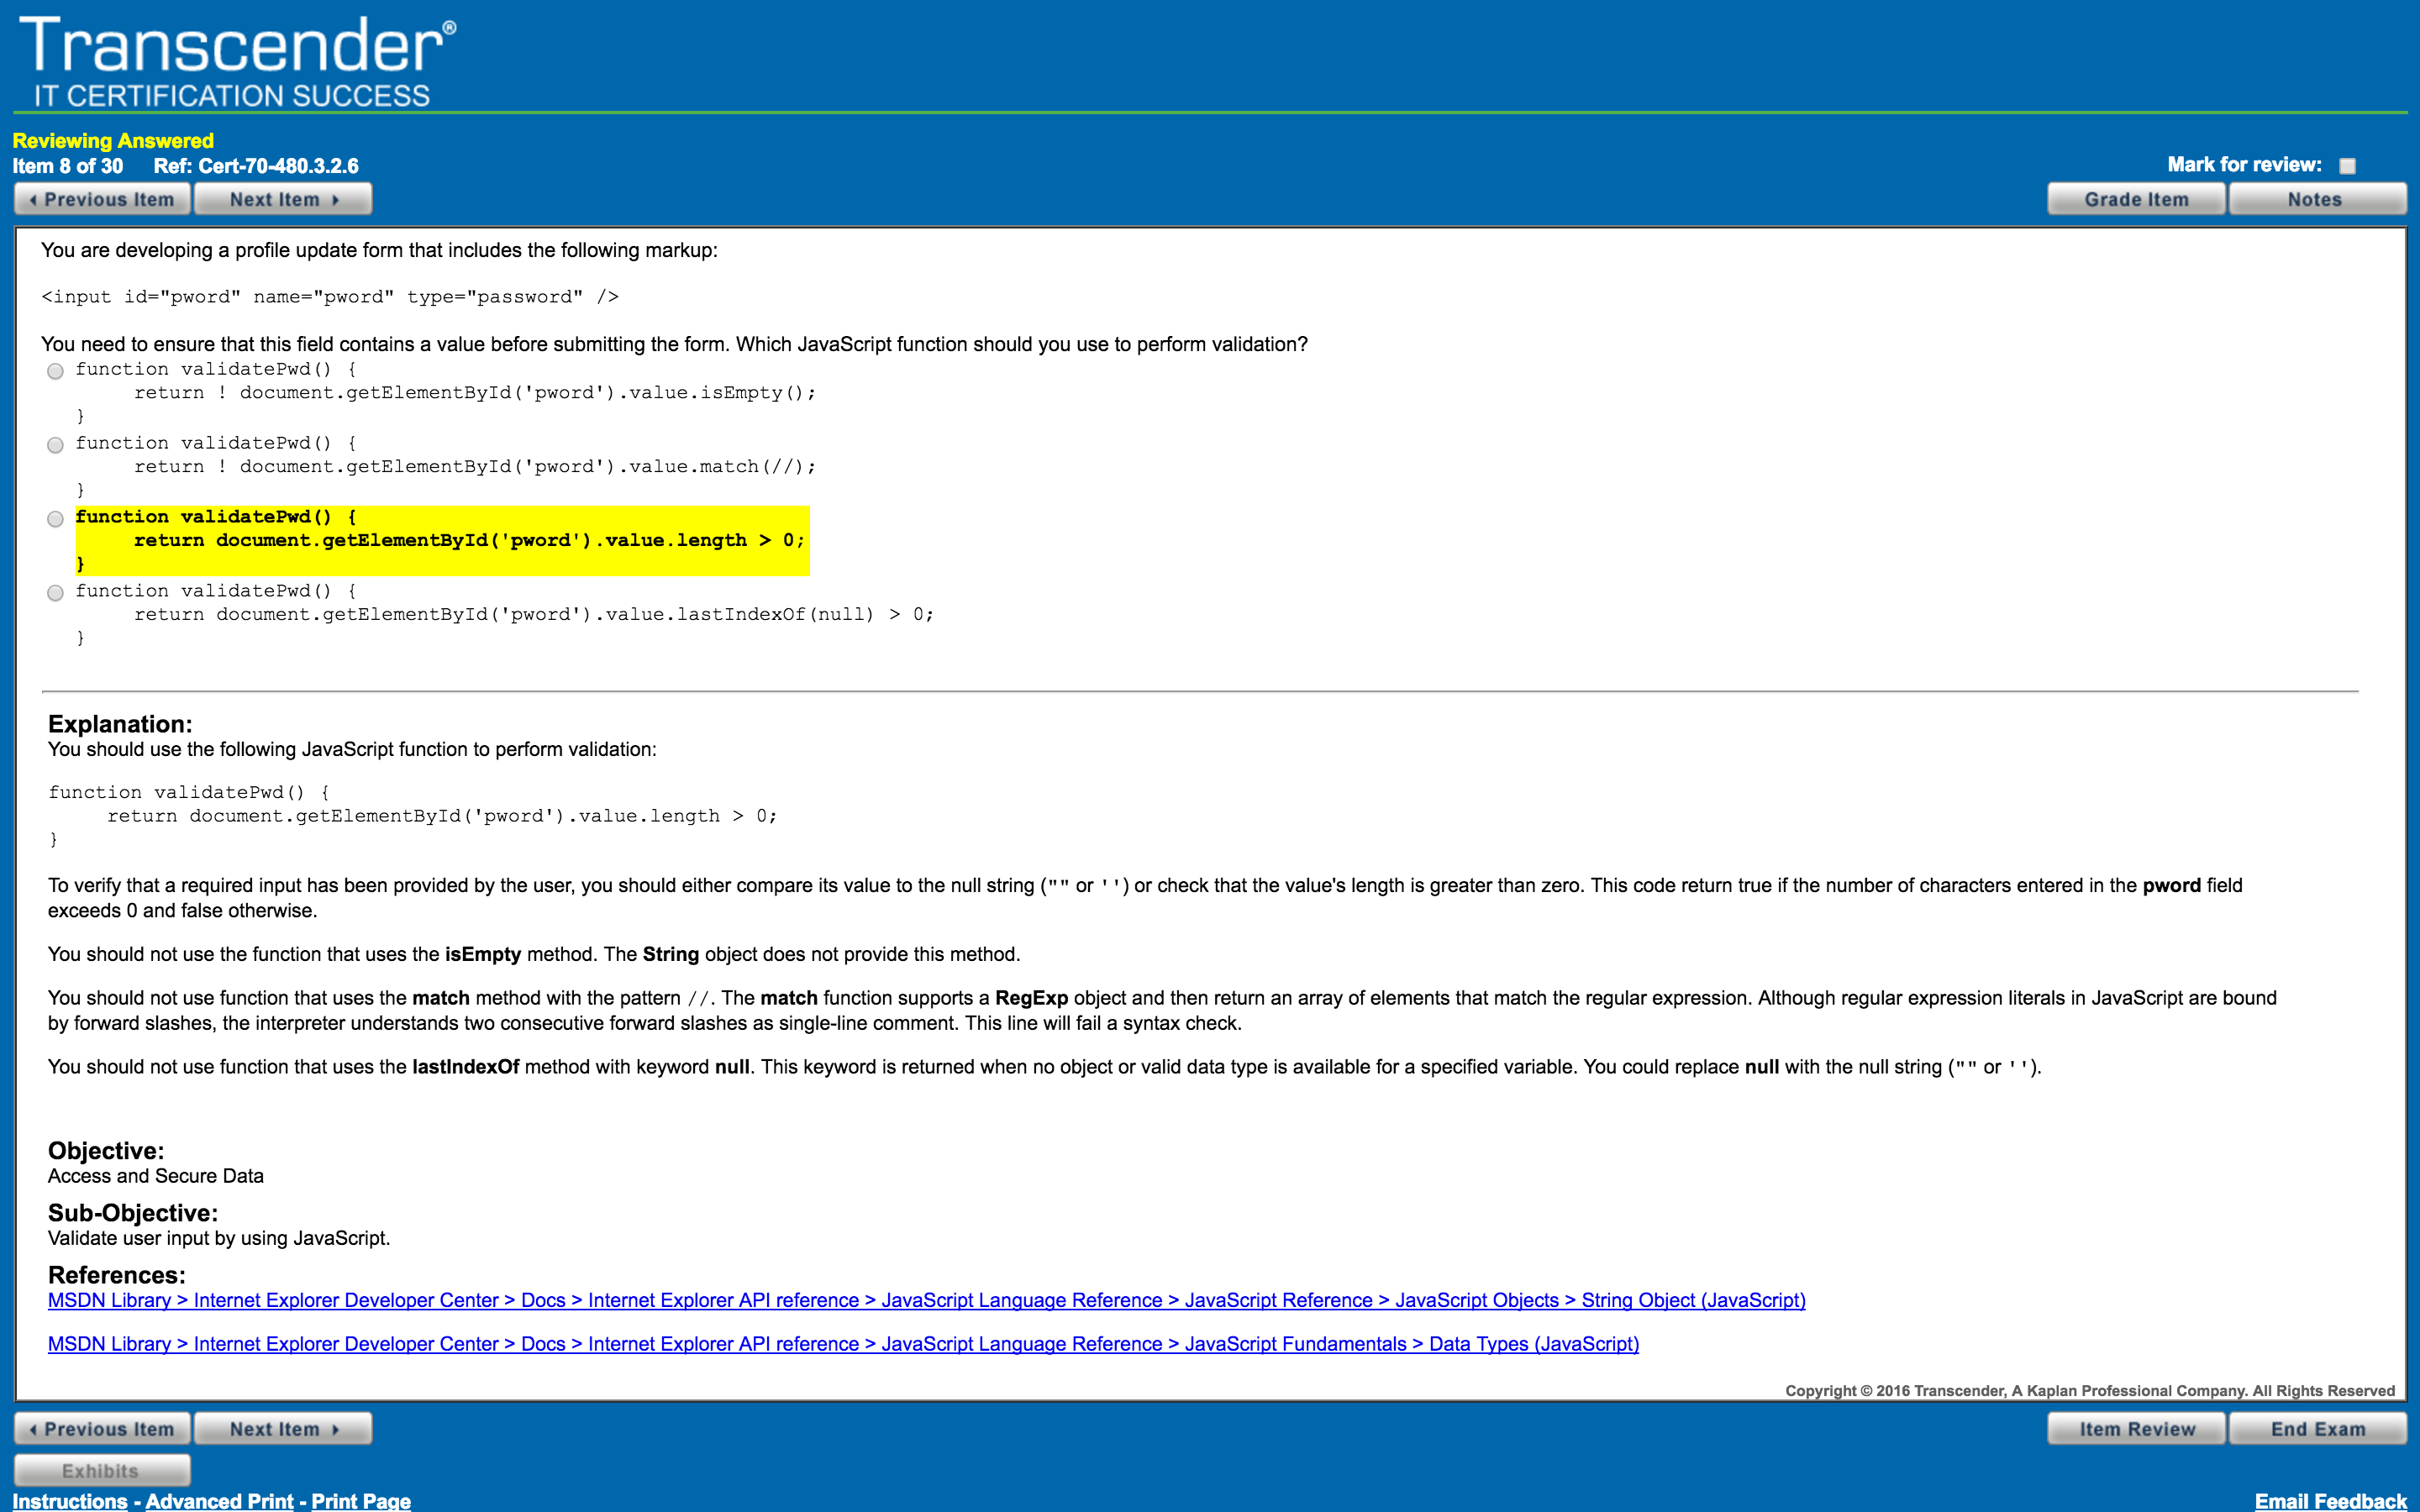 Transcender®
IT CERTIFICATION SUCCESS
Reviewing Answered
Item 8 of 30 Ref: Cert-70-480.3.2.6
Mark for review:
Previous Item Next Item Grade Item Notes
You are developing a profile update form that includes the following markup:
<input id="pword" name="pword" type="password" />
You need to ensure that this field contains a value before submitting the form. Which JavaScript function should you use to perform validation?
function validatePwd() {
return ! document.getElementById('pword').value.isEmpty();
}
function validatePwd() {
return ! document.getElementById('pword').value.match(//);
}
function validatePwd() {
return document.getElementById('pword').value.length > 0;
}
function validatePwd() {
return document.getElementById('pword').value.lastIndexOf(null) > 0;
}
Explanation:
You should use the following JavaScript function to perform validation:
function validatePwd() {
return document.getElementById('pword').value.length > 0;
}
To verify that a required input has been provided by the user, you should either compare its value to the null string ("" or '') or check that the value's length is greater than zero. This code return true if the number of characters entered in the pword field
exceeds 0 and false otherwise.
You should not use the function that uses the isEmpty method. The String object does not provide this method.
You should not use function that uses the match method with the pattern //. The match function supports a RegExp object and then return an array of elements that match the regular expression. Although regular expression literals in JavaScript are bound
by forward slashes, the interpreter understands two consecutive forward slashes as single-line comment. This line will fail a syntax check.
You should not use function that uses the lastIndexOf method with keyword null. This keyword is returned when no object or valid data type is available for a specified variable. You could replace null with the null string ("" or '').
Objective:
Access and Secure Data
Sub-Objective:
Validate user input by using JavaScript.
References:
MSDN Library > Internet Explorer Developer Center > Docs > Internet Explorer API reference > JavaScript Language Reference > JavaScript Reference > JavaScript Objects > String Object (JavaScript)
MSDN Library > Internet Explorer Developer Center > Docs > Internet Explorer API reference > JavaScript Language Reference > JavaScript Fundamentals > Data Types (JavaScript)
Copyright © 2016 Transcender, A Kaplan Professional Company. All Rights Reserved
Previous Item Next Item Item Review End Exam
Exhibits
Instructions - Advanced Print - Print Page Email Feedback